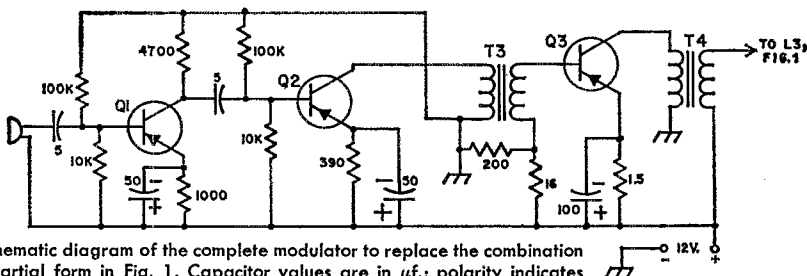 4700
100K
T3
Q3
T4
TO L3,
FIG.1
100K
5
Q2
Q1
5
10K
10K
200
390
50
50
1000
16
1.5
100
12V.
hematic diagram of the complete modulator to replace the combination
artial form in Fig. 1. Capacitor values are in μf.; polarity indicates